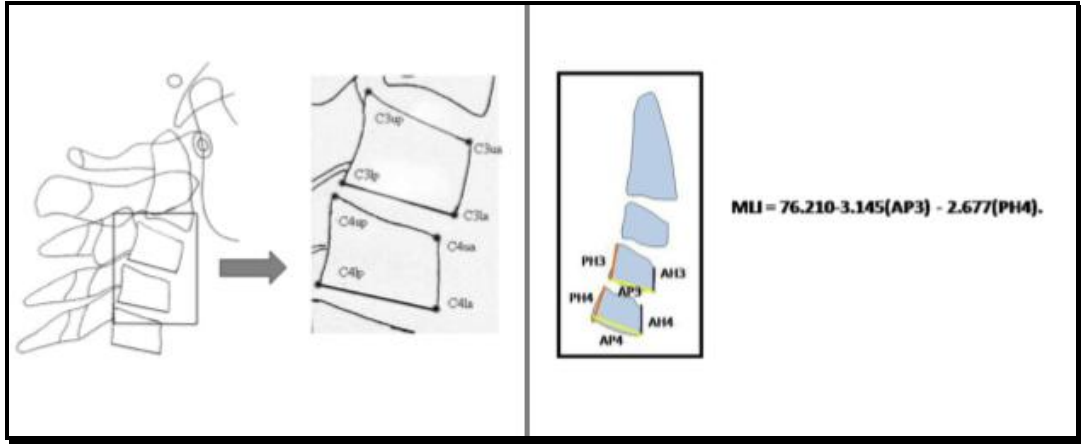 C3up
C3ua
C3lp
C3la
C4up
C4ua
C4lp
C4la
PH3
AH3
AP3
PH4
AH4
AP4
MLI = 76.210-3.145(AP3) - 2.677(PH4).